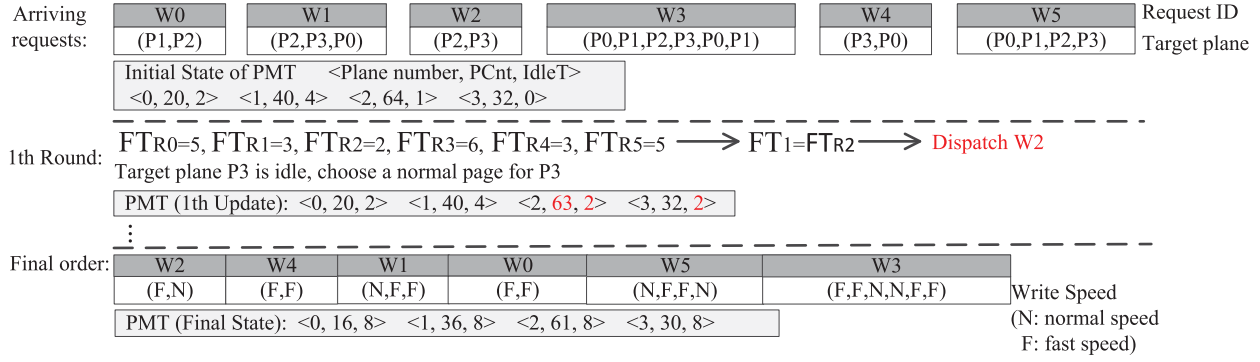 Arriving requests: W0 W1 W2 W3 W4 W5 Request ID
(P1,P2) (P2,P3,P0) (P2,P3) (P0,P1,P2,P3,P0,P1) (P3,P0) (P0,P1,P2,P3) Target plane
Initial State of PMT <Plane number, PCnt, IdleT>
<0, 20, 2> <1, 40, 4> <2, 64, 1> <3, 32, 0>
1th Round: FTR0=5, FTR1=3, FTR2=2, FTR3=6, FTR4=3, FTR5=5 FT1=FTR2 Dispatch W2
Target plane P3 is idle, choose a normal page for P3
PMT (1th Update): <0, 20, 2> <1, 40, 4> <2, 63, 2> <3, 32, 2>
Final order: W2 W4 W1 W0 W5 W3
(F,N) (F,F) (N,F,F) (F,F) (N,F,F,N) (F,F,N,N,F,F)
Write Speed
(N: normal speed
F: fast speed)
PMT (Final State): <0, 16, 8> <1, 36, 8> <2, 61, 8> <3, 30, 8>